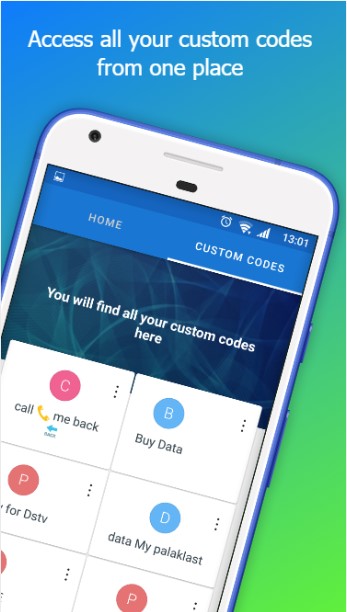 Access all your custom codes
from one place
13:01
HOME
CUSTOM CODES
You will find all your custom codes
here
C
call 📞 me back
BACK
B
Buy Data
P
for Dstv
D
data My palaklast
P